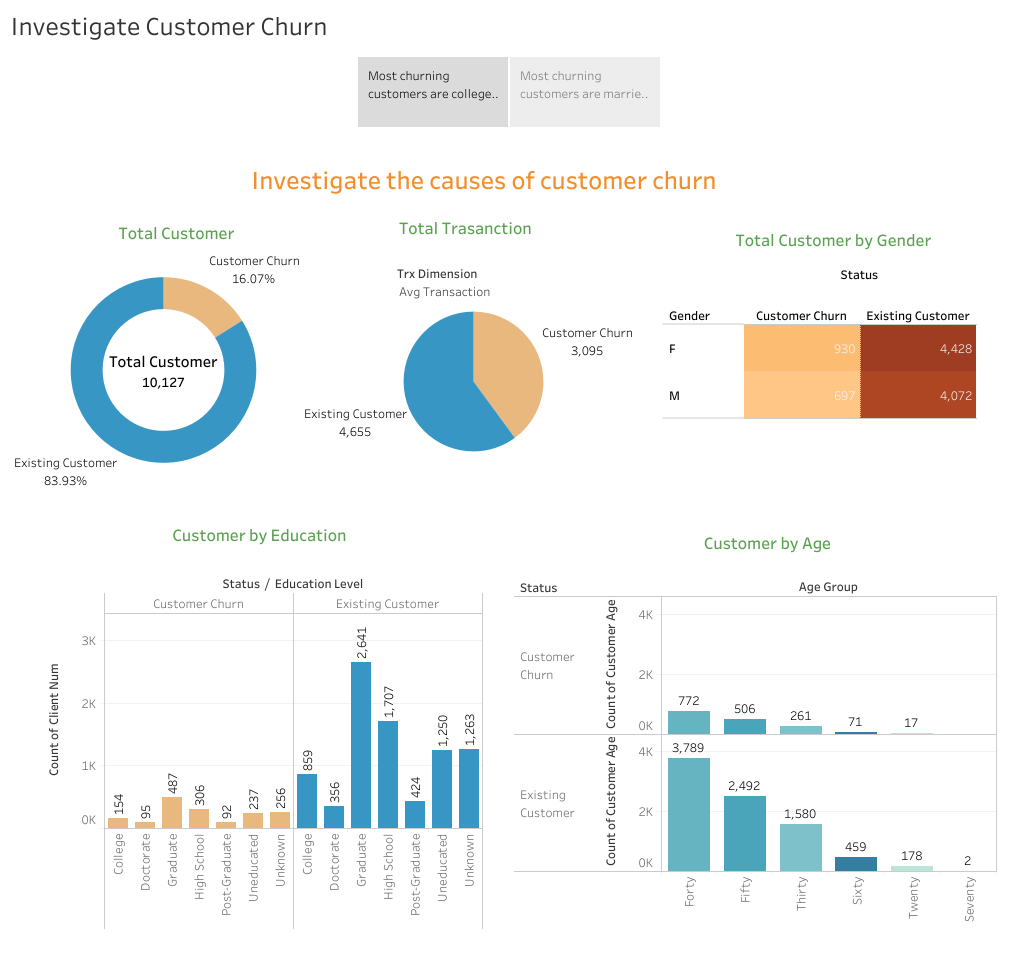 Investigate Customer Churn
Most churning
customers are college..
Most churning
customers are marrie..
Investigate the causes of customer churn
Total Customer
Customer Churn
16.07%
Total Customer
10,127
Existing Customer
83.93%
Total Trasanction
Trx Dimension
Avg Transaction
Customer Churn
3,095
Existing Customer
4,655
Total Customer by Gender
Status
Gender Customer Churn Existing Customer
F 930 4,428
M 697 4,072
Customer by Education
Status / Education Level
Customer Churn Existing Customer
Count of Client Num
3K
2K
1K
0K
154 95 487 306 92 237 256 859 356 2,641 1,707 424 1,250 1,263
College Doctorate Graduate High School Post-Graduate Uneducated Unknown College Doctorate Graduate High School Post-Graduate Uneducated Unknown
Customer by Age
Status Age Group
Customer
Churn
Count of Customer Age
4K
2K
0K
772 506 261 71 17
Existing
Customer
Count of Customer Age
4K
2K
0K
3,789 2,492 1,580 459 178 2
Forty Fifty Thirty Sixty Twenty Seventy